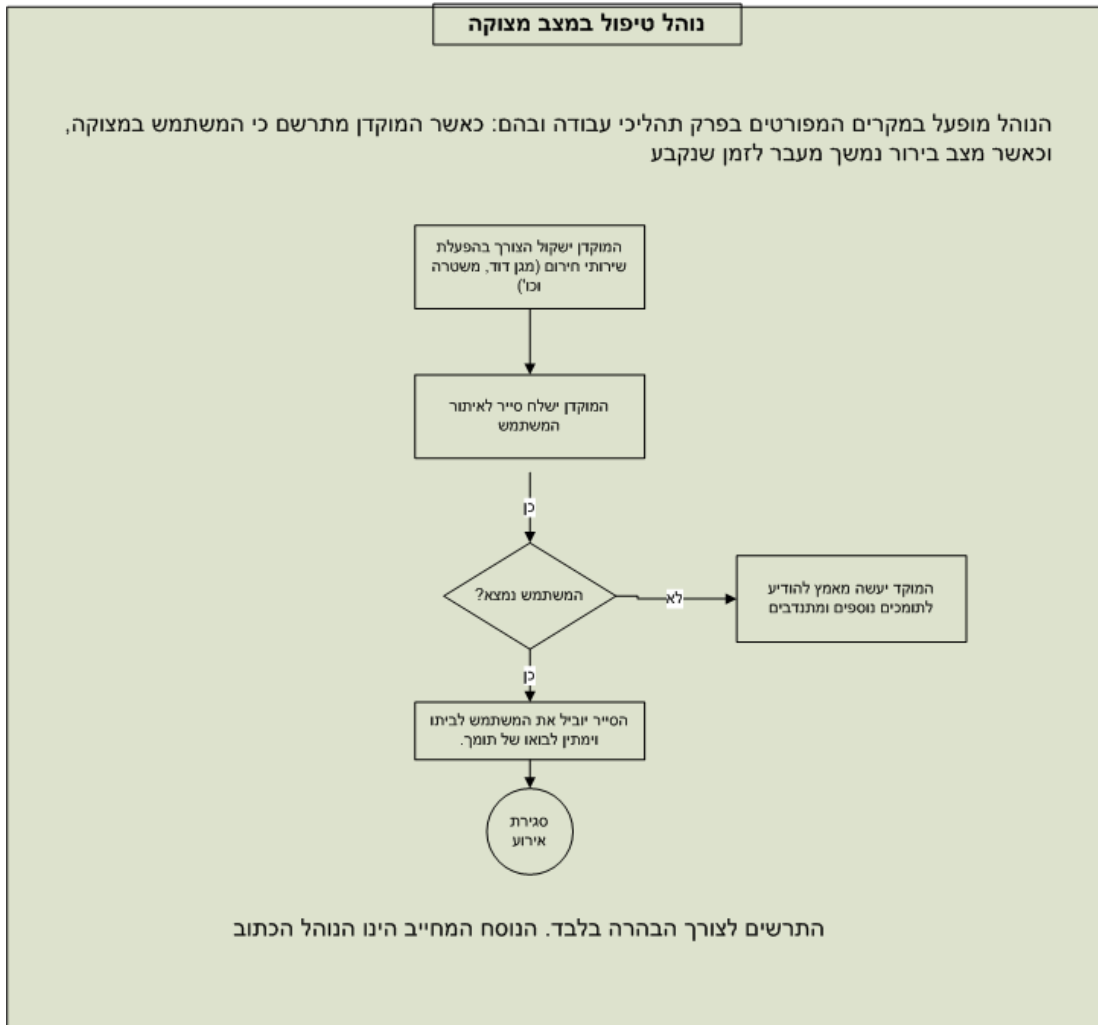 נוהל טיפול במצב מצוקה
הנוהל מופעל במקרים המפורטים בפרק תהליכי עבודה ובהם: כאשר המוקדן מתרשם כי המשתמש במצוקה,
וכאשר מצב בירור נמשך מעבר לזמן שנקבע
המוקדן ישקול הצורך בהפעלת
שירותי חירום (מגן דוד, משטרה
וכו')
המוקדן ישלח סייר לאיתור
המשתמש
כן
המשתמש נמצא?
לא
המוקד יעשה מאמץ להודיע
לתומכים נוספים ומתנדבים
כן
הסייר יוביל את המשתמש לביתו
וימתין לבואו של תומך.
סגירת
אירוע
התרשים לצורך הבהרה בלבד. הנוסח המחייב הינו הנוהל הכתוב